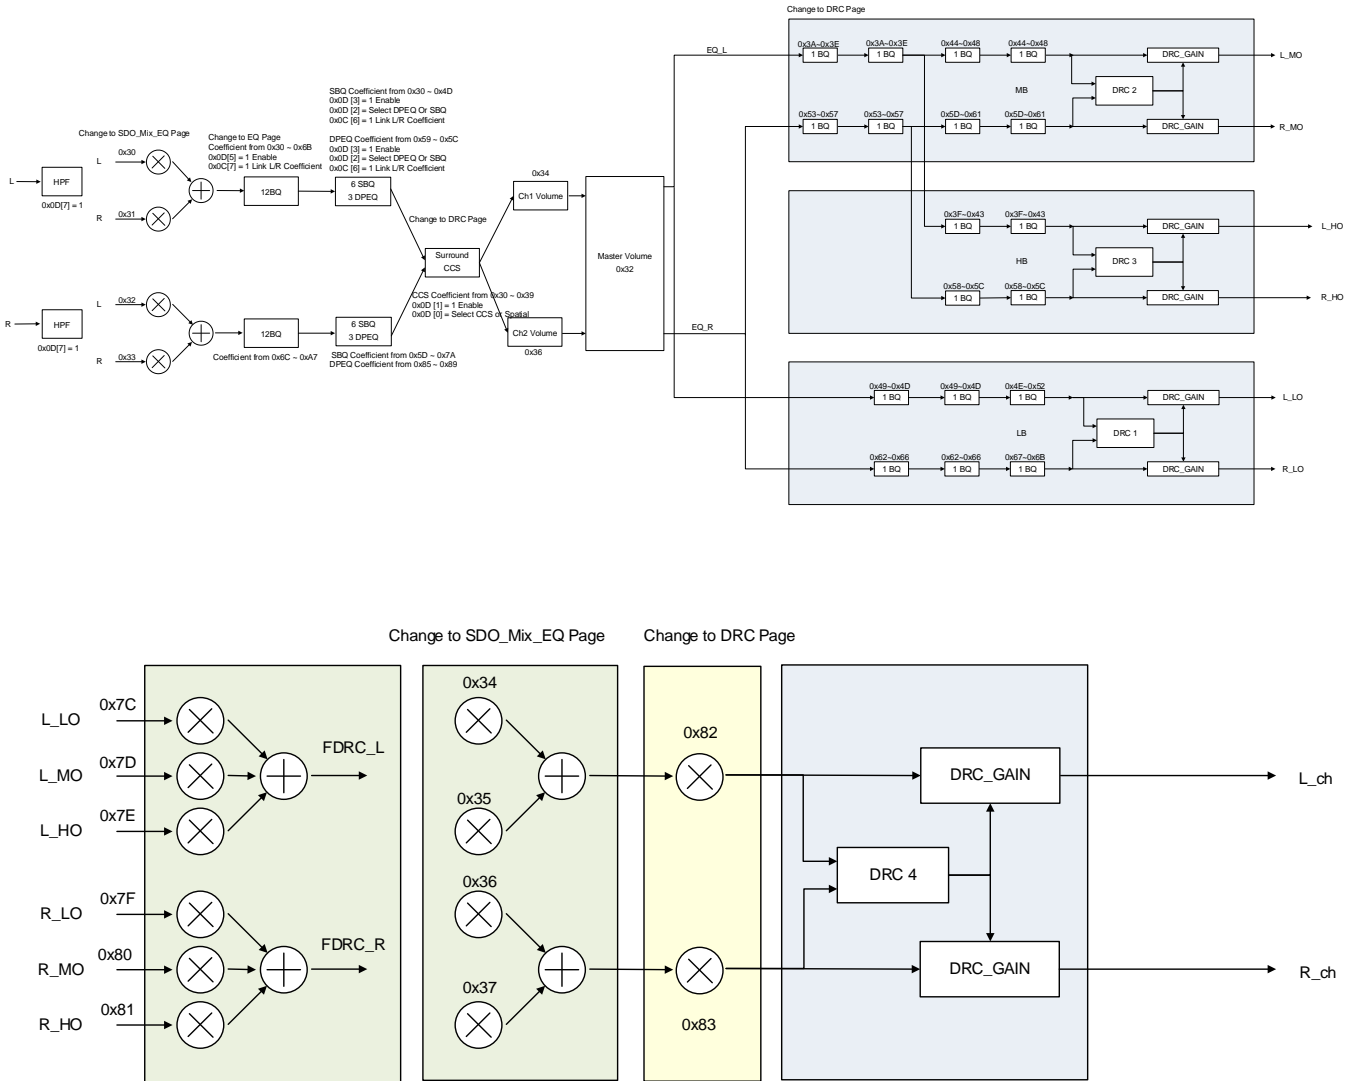 Change to DRC Page
0x3A~0x3E
0x3A~0x3E
0x44~0x48
0x44~0x48
EQ_L
1 BQ
1 BQ
1 BQ
1 BQ
DRC_GAIN
L_MO
MB
DRC 2
0x53~0x57
0x53~0x57
0x5D~0x61
0x5D~0x61
1 BQ
1 BQ
1 BQ
1 BQ
DRC_GAIN
R_MO
SBQ Coefficient from 0x30 ~ 0x4D
0x0D [3] = 1 Enable
0x0D [2] = Select DPEQ Or SBQ
0x0C [6] = 1 Link L/R Coefficient
DPEQ Coefficient from 0x59 ~ 0x5C
0x0D [3] = 1 Enable
0x0D [2] = Select DPEQ Or SBQ
0x0C [6] = 1 Link L/R Coefficient
Change to SDO_Mix_EQ Page
Change to EQ Page
Coefficient from 0x30 ~ 0x6B
0x0D[5] = 1 Enable
0x0C[7] = 1 Link L/R Coefficient
L
0x30
L
HPF
0x0D[7] = 1
R
0x31
12BQ
6 SBQ
3 DPEQ
0x34
Ch1 Volume
Change to DRC Page
Surround
CCS
Master Volume
0x32
CCS Coefficient from 0x30 ~ 0x39
0x0D [1] = 1 Enable
0x0D [0] = Select CCS or Spatial
L
0x32
R
HPF
0x0D[7] = 1
R
0x33
12BQ
Coefficient from 0x6C ~ 0xA7
6 SBQ
3 DPEQ
SBQ Coefficient from 0x5D ~ 0x7A
DPEQ Coefficient from 0x85 ~ 0x89
Ch2 Volume
0x36
EQ_R
0x3F~0x43
0x3F~0x43
1 BQ
1 BQ
DRC_GAIN
L_HO
HB
DRC 3
0x58~0x5C
0x58~0x5C
1 BQ
1 BQ
DRC_GAIN
R_HO
0x49~0x4D
0x49~0x4D
0x4E~0x52
1 BQ
1 BQ
1 BQ
DRC_GAIN
L_LO
LB
DRC 1
0x62~0x66
0x62~0x66
0x67~0x6B
1 BQ
1 BQ
1 BQ
DRC_GAIN
R_LO
Change to SDO_Mix_EQ Page
Change to DRC Page
L_LO
0x7C
L_MO
0x7D
L_HO
0x7E
FDRC_L
R_LO
0x7F
R_MO
0x80
R_HO
0x81
FDRC_R
0x34
0x35
0x36
0x37
0x82
0x83
DRC_GAIN
L_ch
DRC 4
DRC_GAIN
R_ch